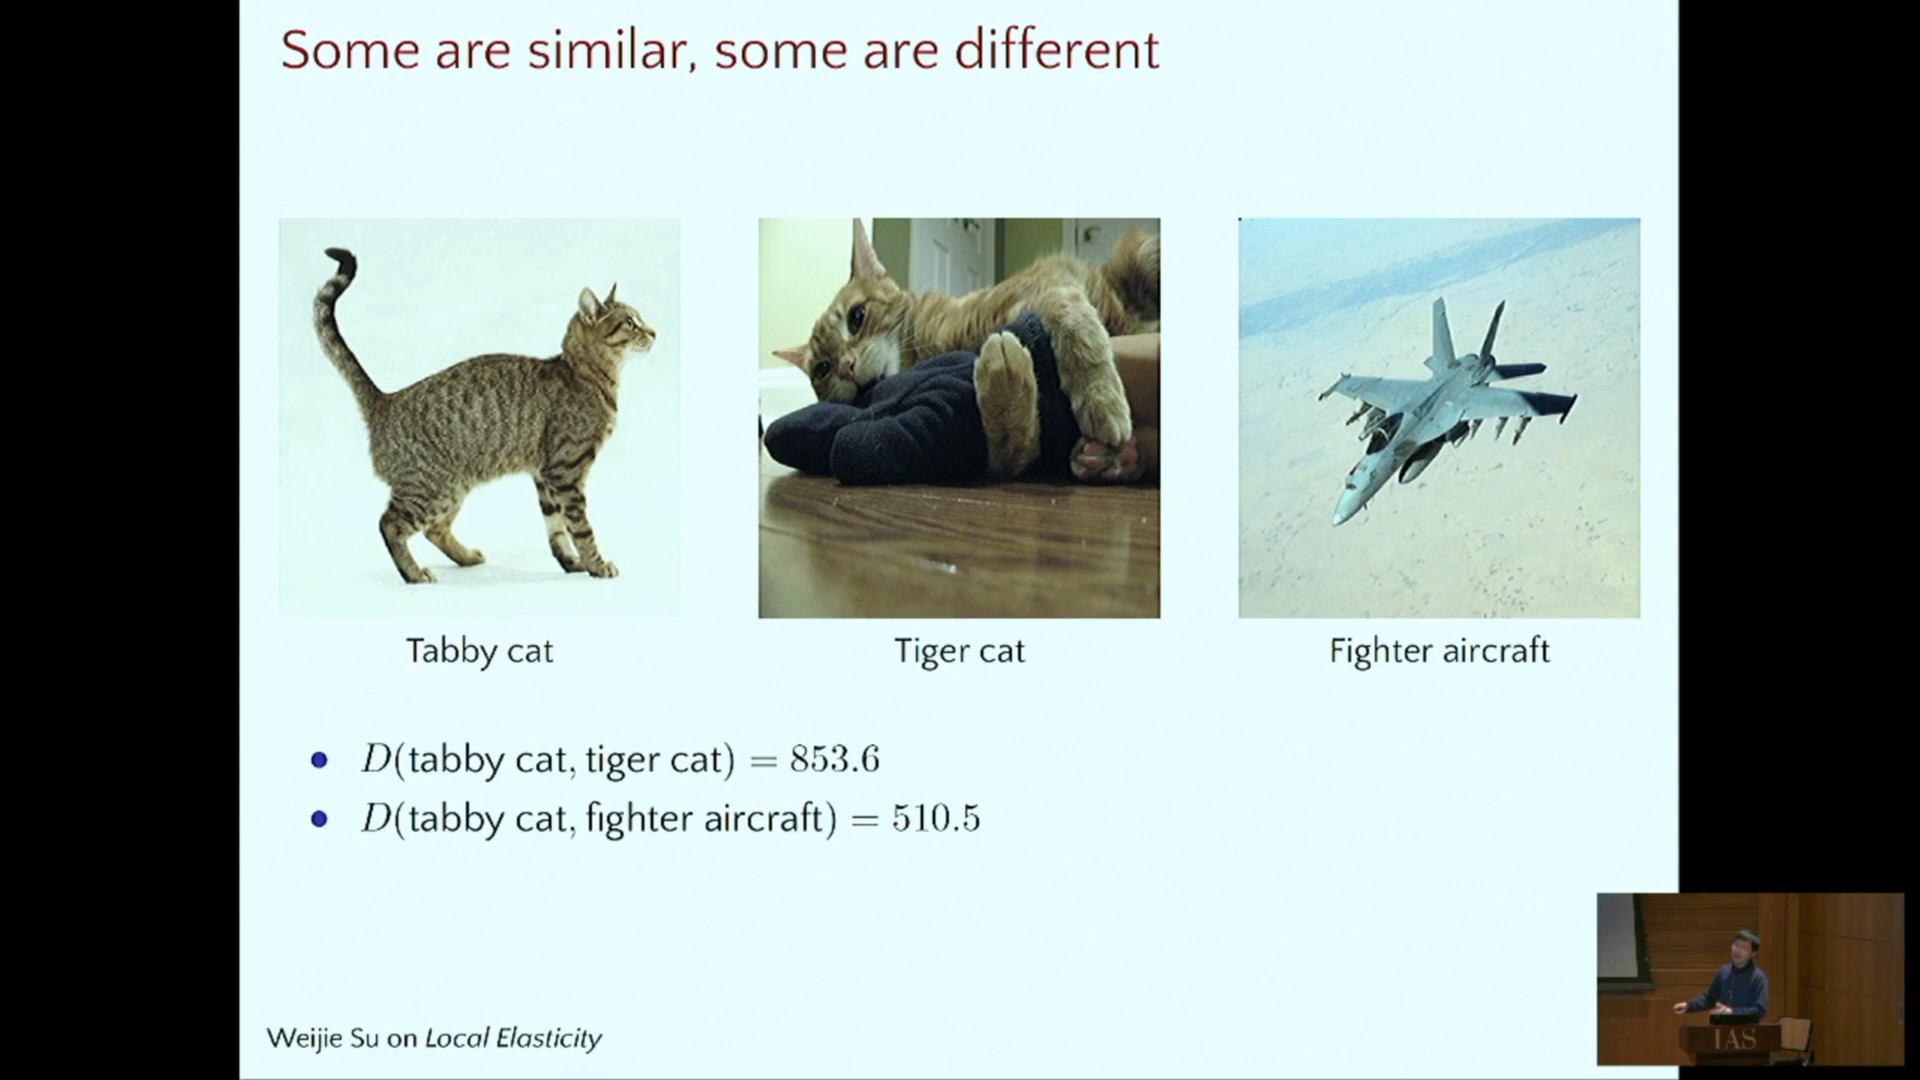 Some are similar, some are different
Tabby cat
Tiger cat
Fighter aircraft
• D(tabby cat, tiger cat) = 853.6
• D(tabby cat, fighter aircraft) = 510.5
Weijie Su on Local Elasticity
IAS